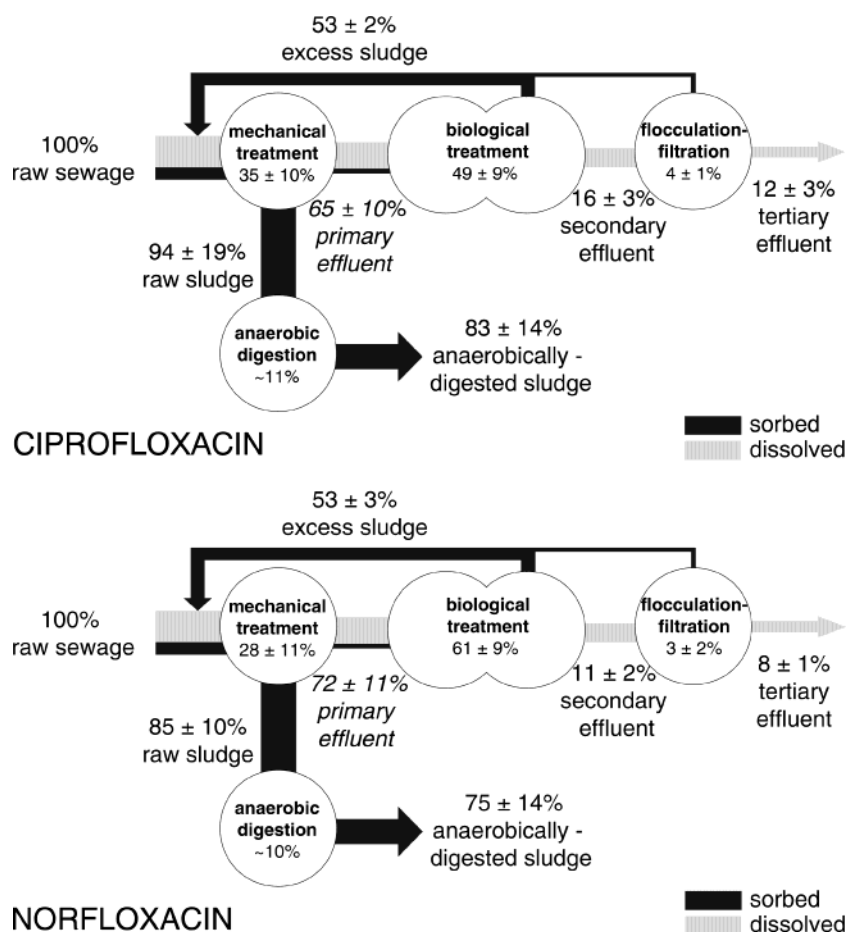 53 ± 2%
excess sludge
100%
raw sewage
mechanical
treatment
35 ± 10%
biological
treatment
49 ± 9%
flocculation-
filtration
4 ± 1%
65 ± 10%
primary
effluent
16 ± 3%
secondary
effluent
12 ± 3%
tertiary
effluent
94 ± 19%
raw sludge
anaerobic
digestion
~11%
83 ± 14%
anaerobically -
digested sludge
CIPROFLOXACIN
sorbed
dissolved
53 ± 3%
excess sludge
100%
raw sewage
mechanical
treatment
28 ± 11%
biological
treatment
61 ± 9%
flocculation-
filtration
3 ± 2%
72 ± 11%
primary
effluent
11 ± 2%
secondary
effluent
8 ± 1%
tertiary
effluent
85 ± 10%
raw sludge
anaerobic
digestion
~10%
75 ± 14%
anaerobically -
digested sludge
NORFLOXACIN
sorbed
dissolved